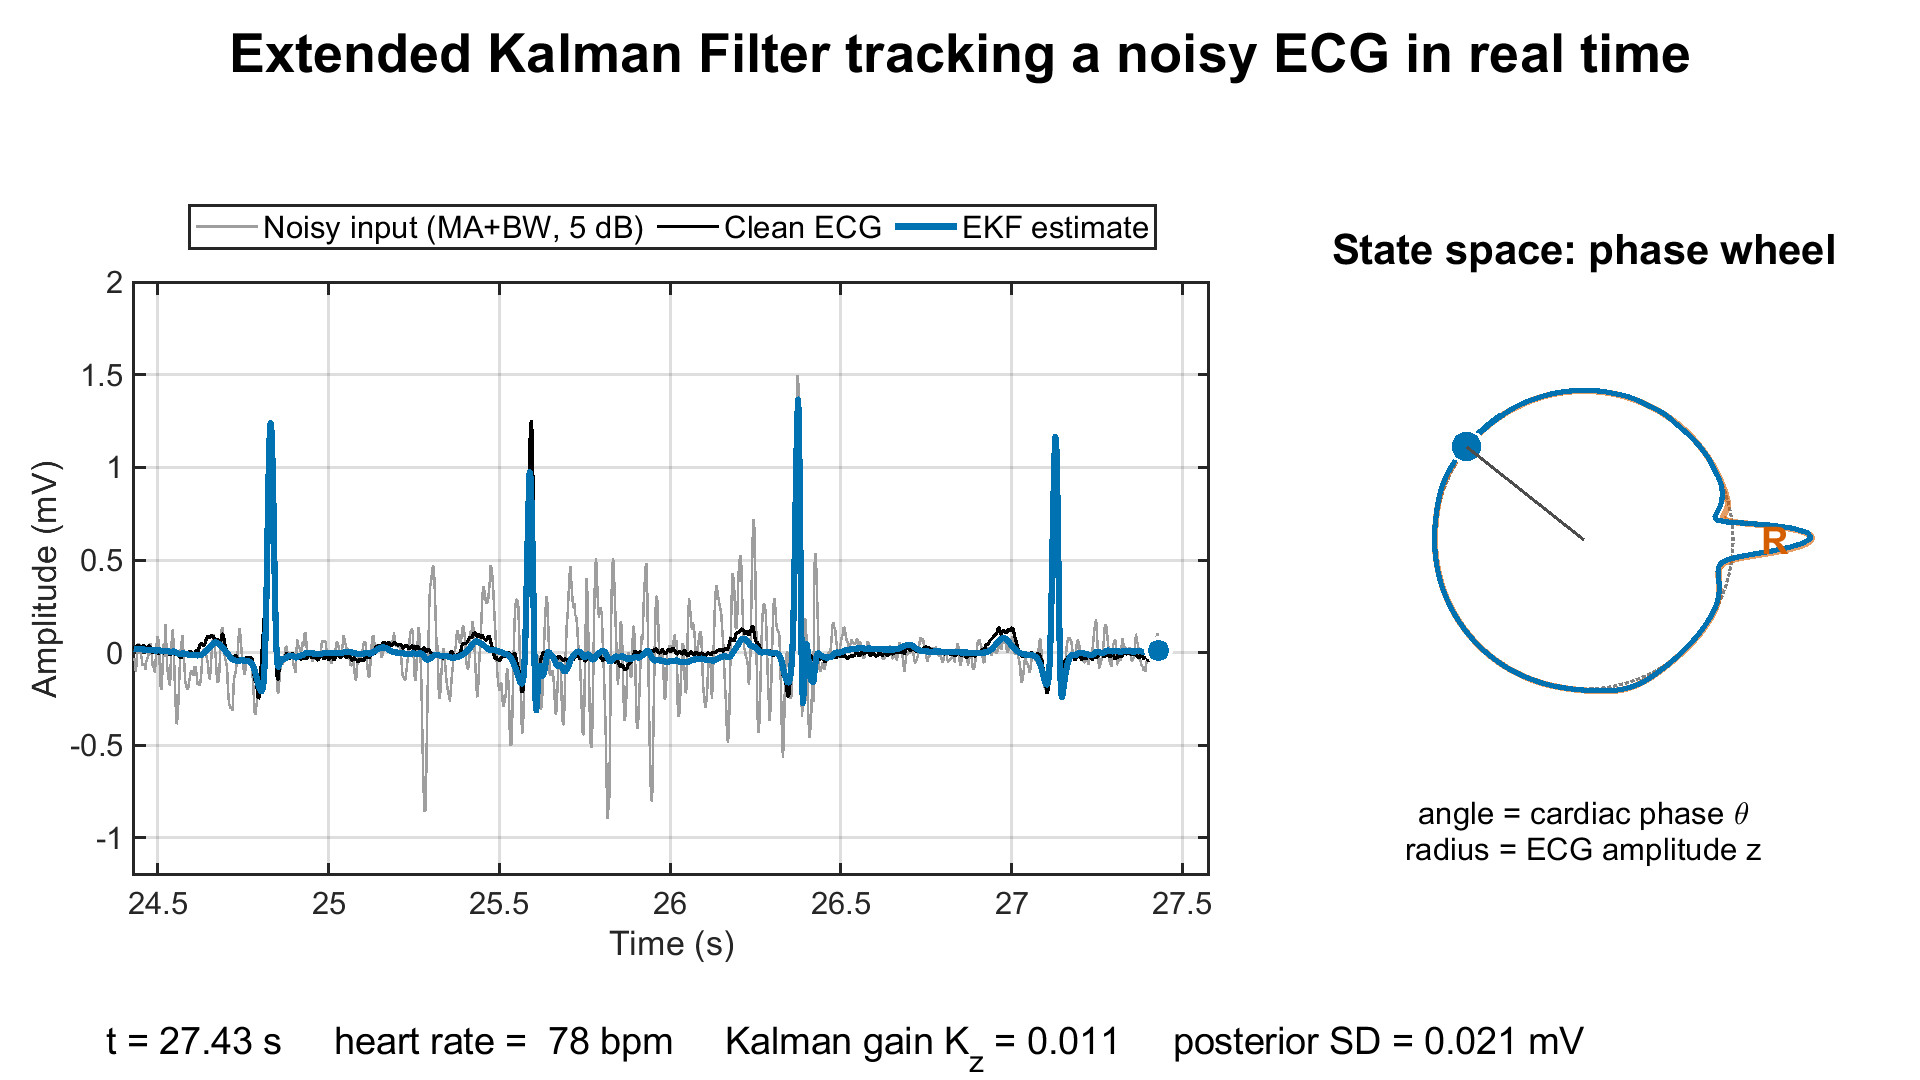 Extended Kalman Filter tracking a noisy ECG in real time
Noisy input (MA+BW, 5 dB) Clean ECG EKF estimate
State space: phase wheel
2
1.5
1
0.5
0
-0.5
-1
Amplitude (mV)
24.5 25 25.5 26 26.5 27 27.5
Time (s)
R
angle = cardiac phase θ
radius = ECG amplitude z
t = 27.43 s heart rate = 78 bpm Kalman gain K_z = 0.011 posterior SD = 0.021 mV